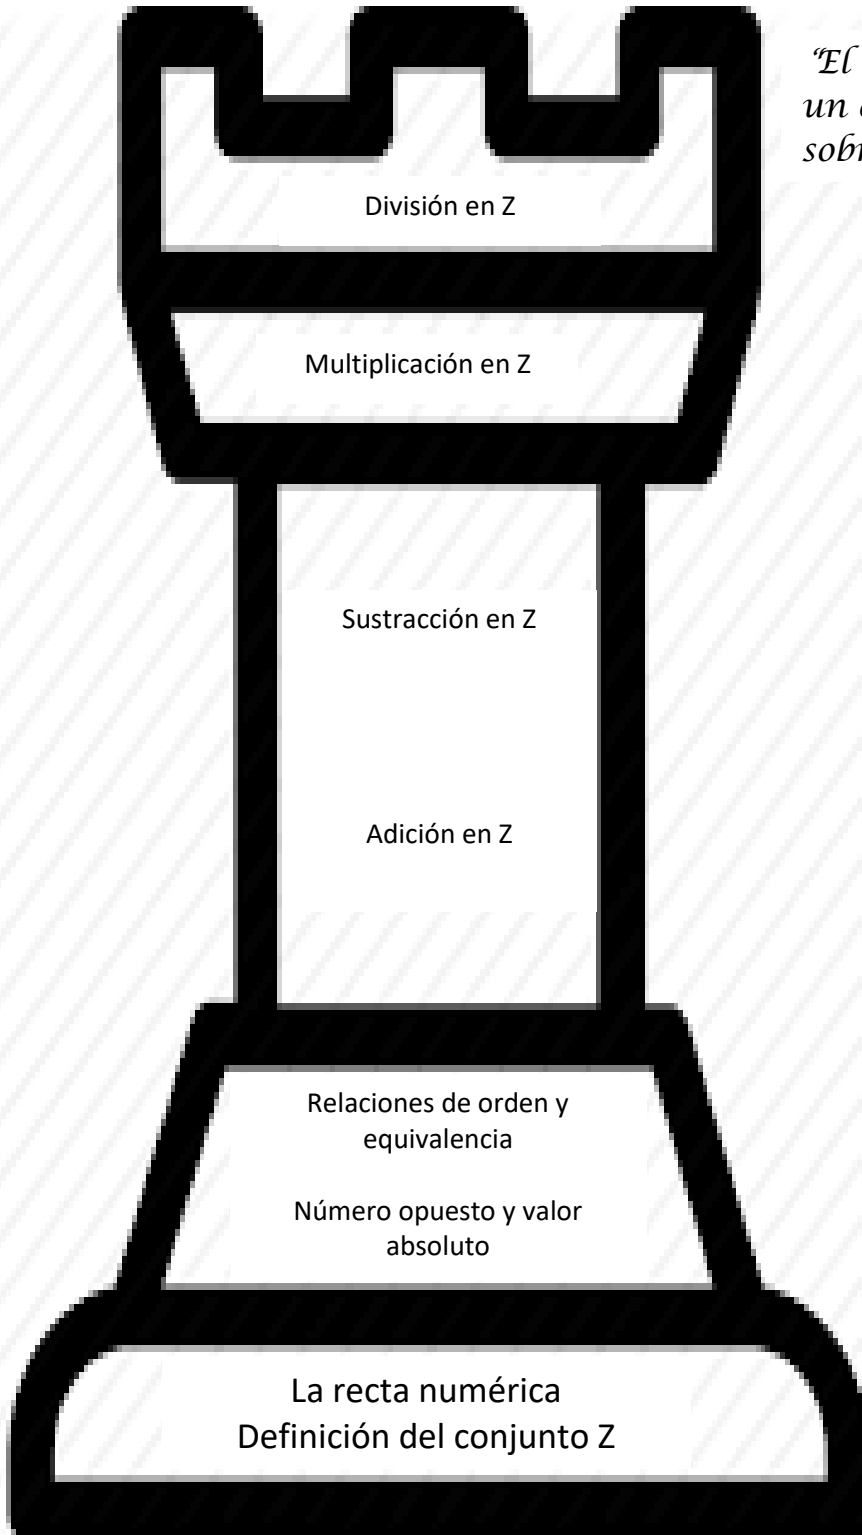 “El
un
sobr
División en Z
Multiplicación en Z
Sustracción en Z
Adición en Z
Relaciones de orden y
equivalencia
Número opuesto y valor
absoluto
La recta numérica
Definición del conjunto Z